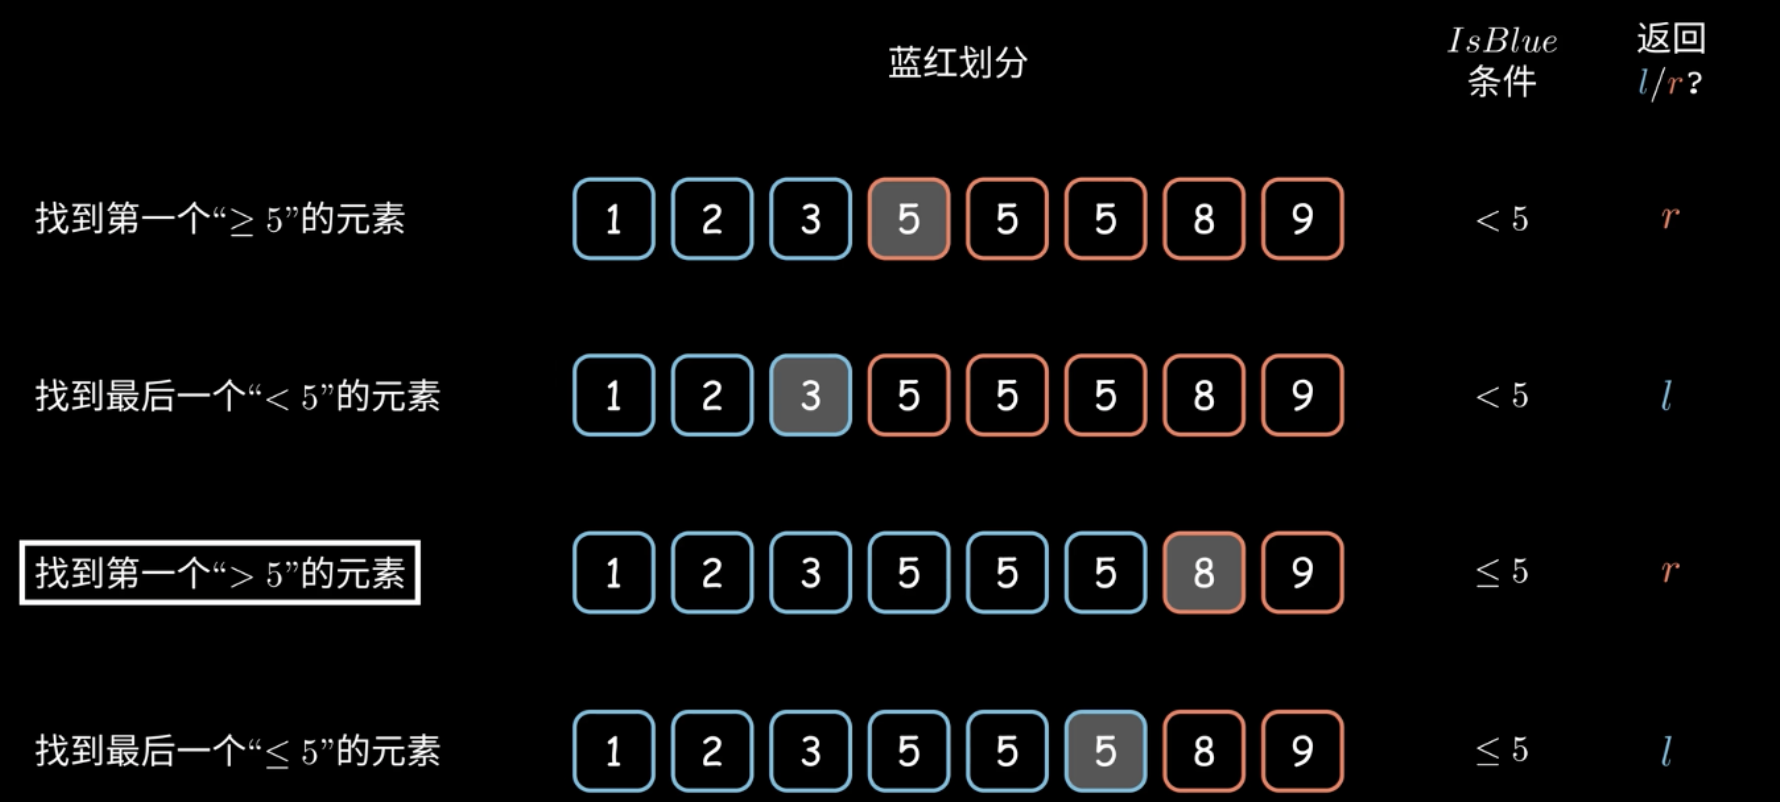 蓝红划分
IsBlue
条件
返回
l/r?
找到第一个“≥ 5”的元素 1 2 3 5 5 5 8 9 < 5 r
找到最后一个“< 5”的元素 1 2 3 5 5 5 8 9 < 5 l
找到第一个“> 5”的元素 1 2 3 5 5 5 8 9 ≤ 5 r
找到最后一个“≤ 5”的元素 1 2 3 5 5 5 8 9 ≤ 5 l